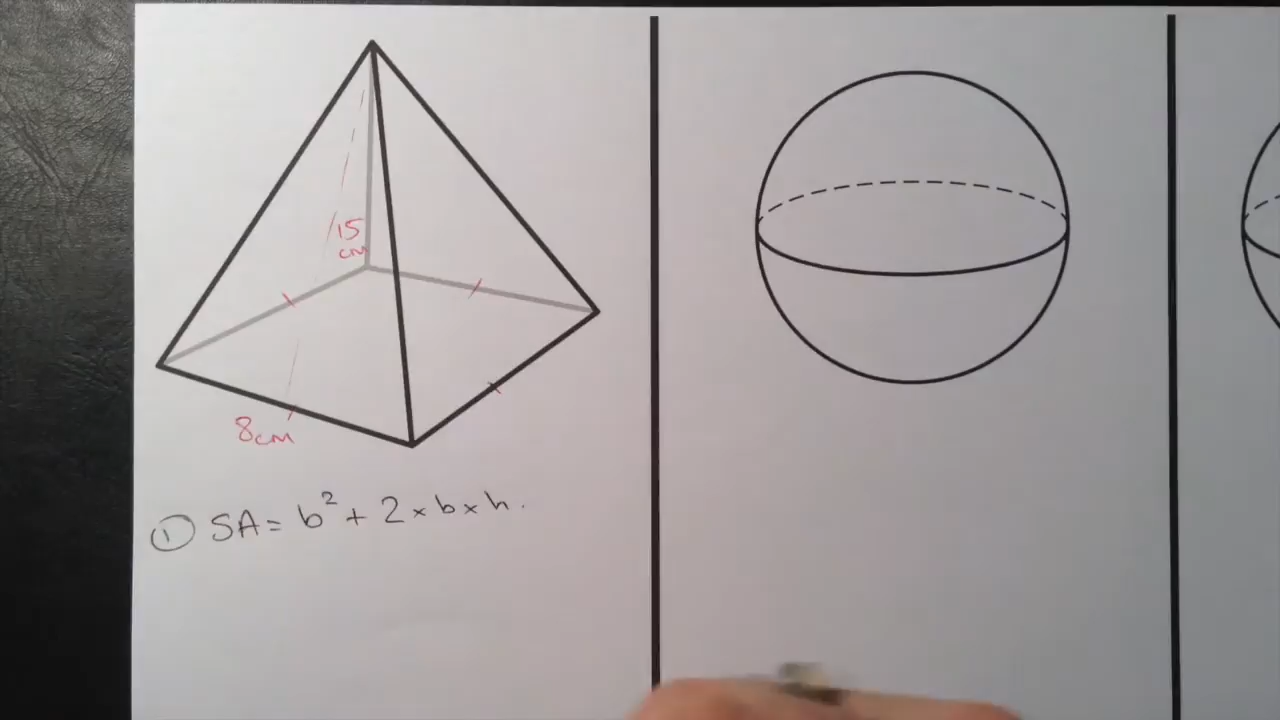 15
cm
8cm
① SA = b² + 2 × b × h.